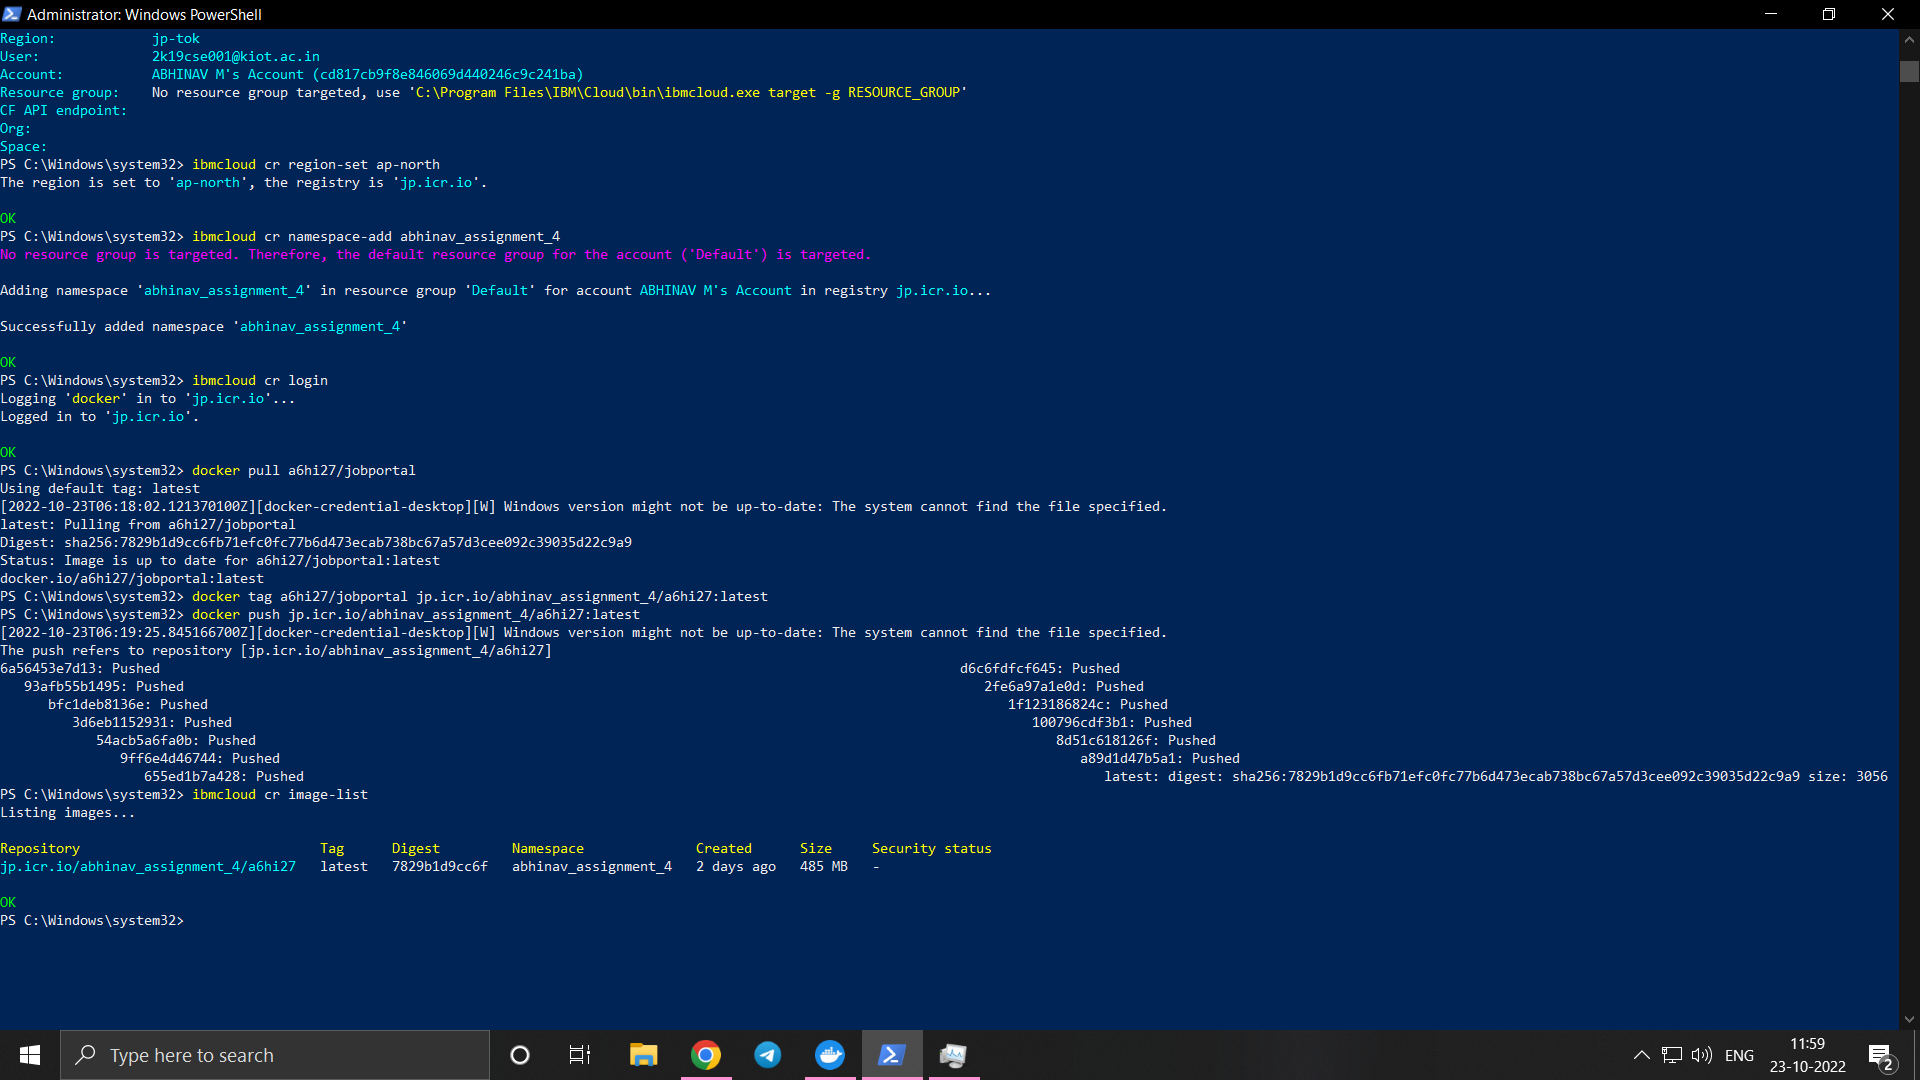 Administrator: Windows PowerShell
Region:            jp-tok
User:              2k19cse001@kiot.ac.in
Account:           ABHINAV M's Account (cd817cb9f8e846069d440246c9c241ba)
Resource group:    No resource group targeted, use 'C:\Program Files\IBM\Cloud\bin\ibmcloud.exe target -g RESOURCE_GROUP'
CF API endpoint:
Org:
Space:
PS C:\Windows\system32> ibmcloud cr region-set ap-north
The region is set to 'ap-north', the registry is 'jp.icr.io'.
OK
PS C:\Windows\system32> ibmcloud cr namespace-add abhinav_assignment_4
No resource group is targeted. Therefore, the default resource group for the account ('Default') is targeted.
Adding namespace 'abhinav_assignment_4' in resource group 'Default' for account ABHINAV M's Account in registry jp.icr.io...
Successfully added namespace 'abhinav_assignment_4'
OK
PS C:\Windows\system32> ibmcloud cr login
Logging 'docker' in to 'jp.icr.io'...
Logged in to 'jp.icr.io'.
OK
PS C:\Windows\system32> docker pull a6hi27/jobportal
Using default tag: latest
[2022-10-23T06:18:02.121370100Z][docker-credential-desktop][W] Windows version might not be up-to-date: The system cannot find the file specified.
latest: Pulling from a6hi27/jobportal
Digest: sha256:7829b1d9cc6fb71efc0fc77b6d473ecab738bc67a57d3cee092c39035d22c9a9
Status: Image is up to date for a6hi27/jobportal:latest
docker.io/a6hi27/jobportal:latest
PS C:\Windows\system32> docker tag a6hi27/jobportal jp.icr.io/abhinav_assignment_4/a6hi27:latest
PS C:\Windows\system32> docker push jp.icr.io/abhinav_assignment_4/a6hi27:latest
[2022-10-23T06:19:25.845166700Z][docker-credential-desktop][W] Windows version might not be up-to-date: The system cannot find the file specified.
The push refers to repository [jp.icr.io/abhinav_assignment_4/a6hi27]
6a56453e7d13: Pushed d6c6fdfcf645: Pushed
93afb55b1495: Pushed 2fe6a97a1e0d: Pushed
bfc1deb8136e: Pushed 1f123186824c: Pushed
3d6eb1152931: Pushed 100796cdf3b1: Pushed
54acb5a6fa0b: Pushed 8d51c618126f: Pushed
9ff6e4d46744: Pushed a89d1d47b5a1: Pushed
655ed1b7a428: Pushed latest: digest: sha256:7829b1d9cc6fb71efc0fc77b6d473ecab738bc67a57d3cee092c39035d22c9a9 size: 3056
PS C:\Windows\system32> ibmcloud cr image-list
Listing images...
Repository   Tag   Digest   Namespace   Created   Size   Security status
jp.icr.io/abhinav_assignment_4/a6hi27   latest   7829b1d9cc6f   abhinav_assignment_4   2 days ago   485 MB   -
OK
PS C:\Windows\system32>
Type here to search
ENG
11:59
23-10-2022
2